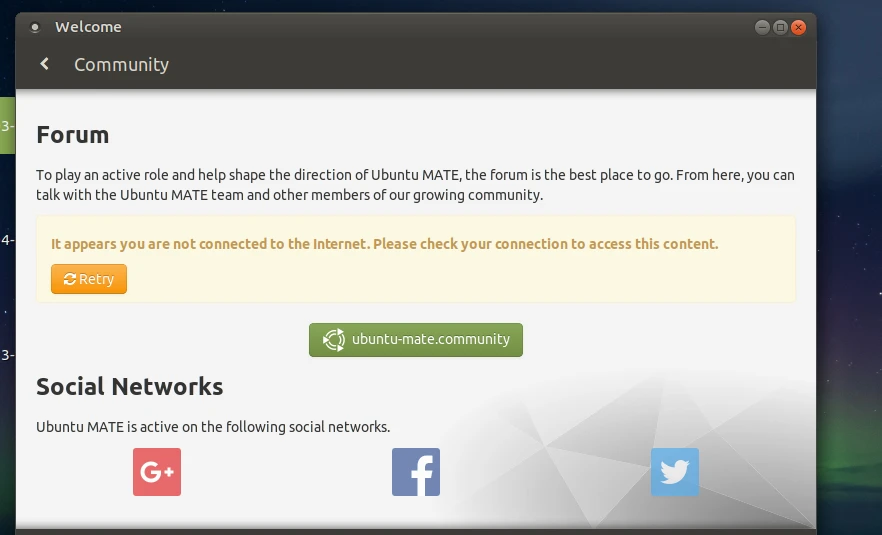 Welcome
Community
Forum
To play an active role and help shape the direction of Ubuntu MATE, the forum is the best place to go. From here, you can
talk with the Ubuntu MATE team and other members of our growing community.
3-
It appears you are not connected to the Internet. Please check your connection to access this content.
4-
Retry
ubuntu-mate.community
3-
Social Networks
Ubuntu MATE is active on the following social networks.
G+
f